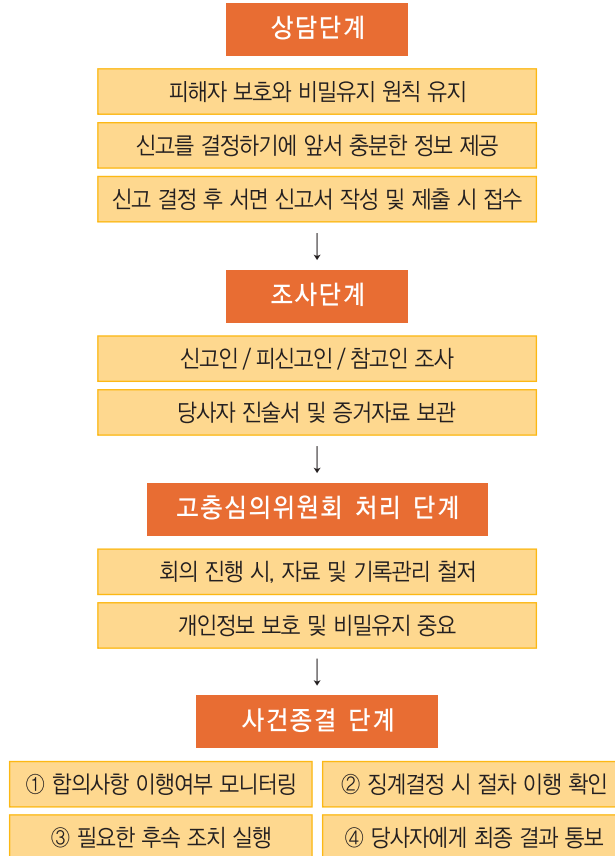 상담단계
피해자 보호와 비밀유지 원칙 유지
신고를 결정하기에 앞서 충분한 정보 제공
신고 결정 후 서면 신고서 작성 및 제출 시 접수
조사단계
신고인 / 피신고인 / 참고인 조사
당사자 진술서 및 증거자료 보관
고충심의위원회 처리 단계
회의 진행 시, 자료 및 기록관리 철저
개인정보 보호 및 비밀유지 중요
사건종결 단계
① 합의사항 이행여부 모니터링
② 징계결정 시 절차 이행 확인
③ 필요한 후속 조치 실행
④ 당사자에게 최종 결과 통보